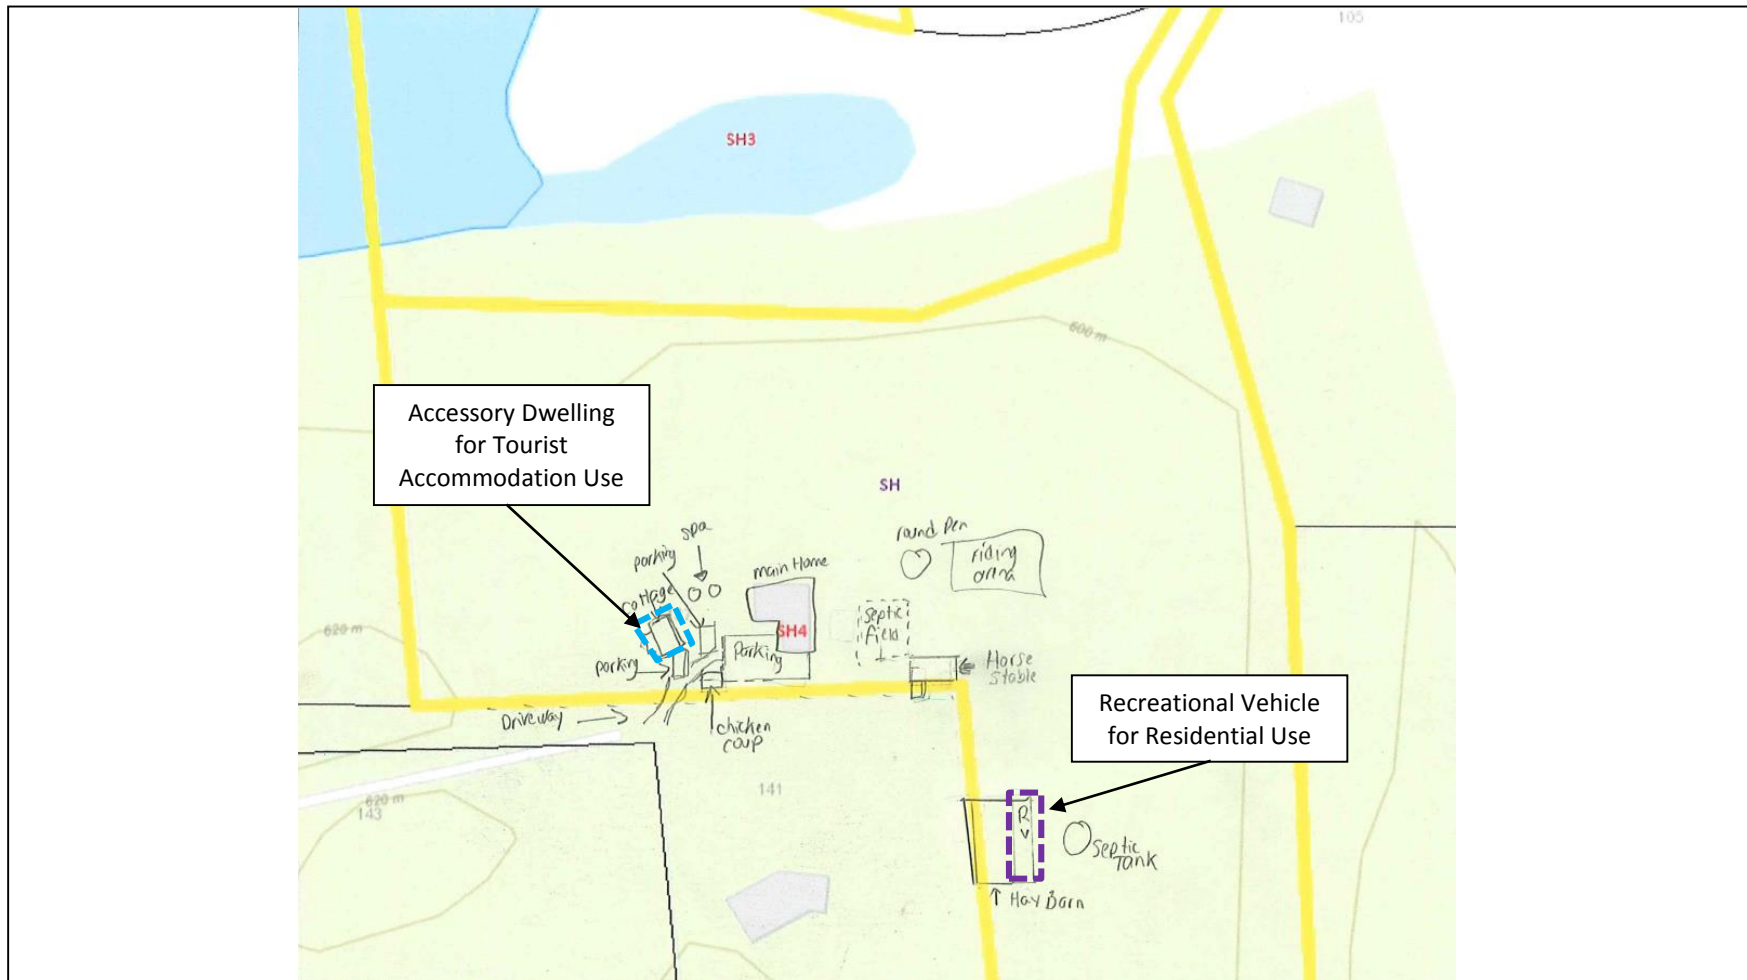 105
SH3
600 m
Accessory Dwelling
for Tourist
Accommodation Use
SH
spa
parking
cottage
main Home
round Pen
riding
arena
Septic
Field
SH4
620 m
parking
Parking
Horse
Stable
Driveway
chicken
coup
Recreational Vehicle
for Residential Use
141
620 m
143
RV
Septic
Tank
Hay Barn